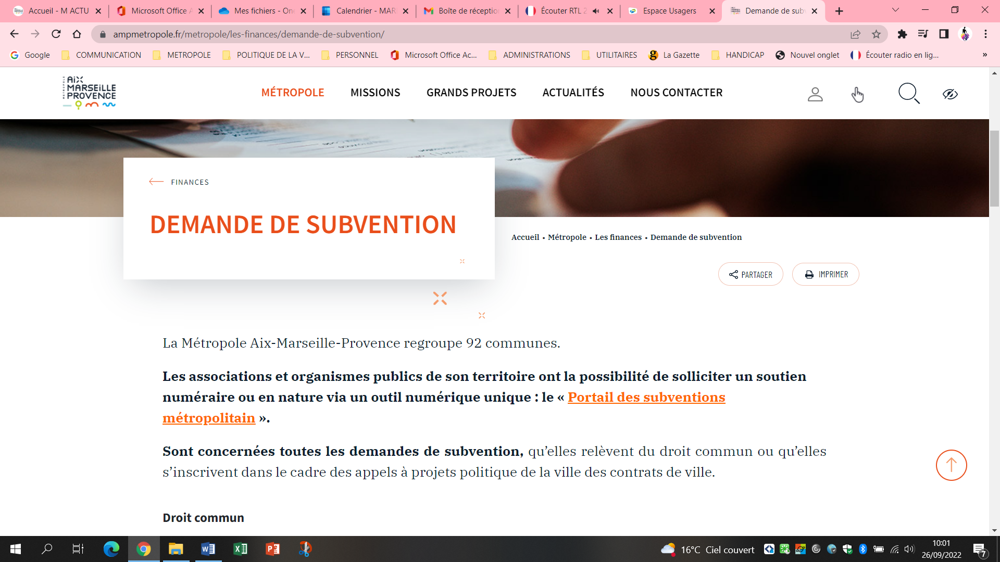 Accueil - M ACTU
Microsoft Office A
Mes fichiers - One
Calendrier - MAR
Boîte de réception
Écouter RTL 2
Espace Usagers
Demande de sub
ampmetropole.fr/metropole/les-finances/demande-de-subvention/
Google
COMMUNICATION
METROPOLE
POLITIQUE DE LA V...
PERSONNEL
Microsoft Office Ac...
ADMINISTRATIONS
UTILITAIRES
La Gazette
HANDICAP
Nouvel onglet
Écouter radio en lig...
»
METROPOLE
AIX
MARSEILLE
PROVENCE
MÉTROPOLE
MISSIONS
GRANDS PROJETS
ACTUALITÉS
NOUS CONTACTER
FINANCES
DEMANDE DE SUBVENTION
Accueil • Métropole • Les finances • Demande de subvention
PARTAGER
IMPRIMER
La Métropole Aix-Marseille-Provence regroupe 92 communes.
Les associations et organismes publics de son territoire ont la possibilité de solliciter un soutien
numéraire ou en nature via un outil numérique unique : le « Portail des subventions
métropolitain ».
Sont concernées toutes les demandes de subvention, qu’elles relèvent du droit commun ou qu’elles
s’inscrivent dans le cadre des appels à projets politique de la ville des contrats de ville.
Droit commun
16°C Ciel couvert
10:01
26/09/2022
7